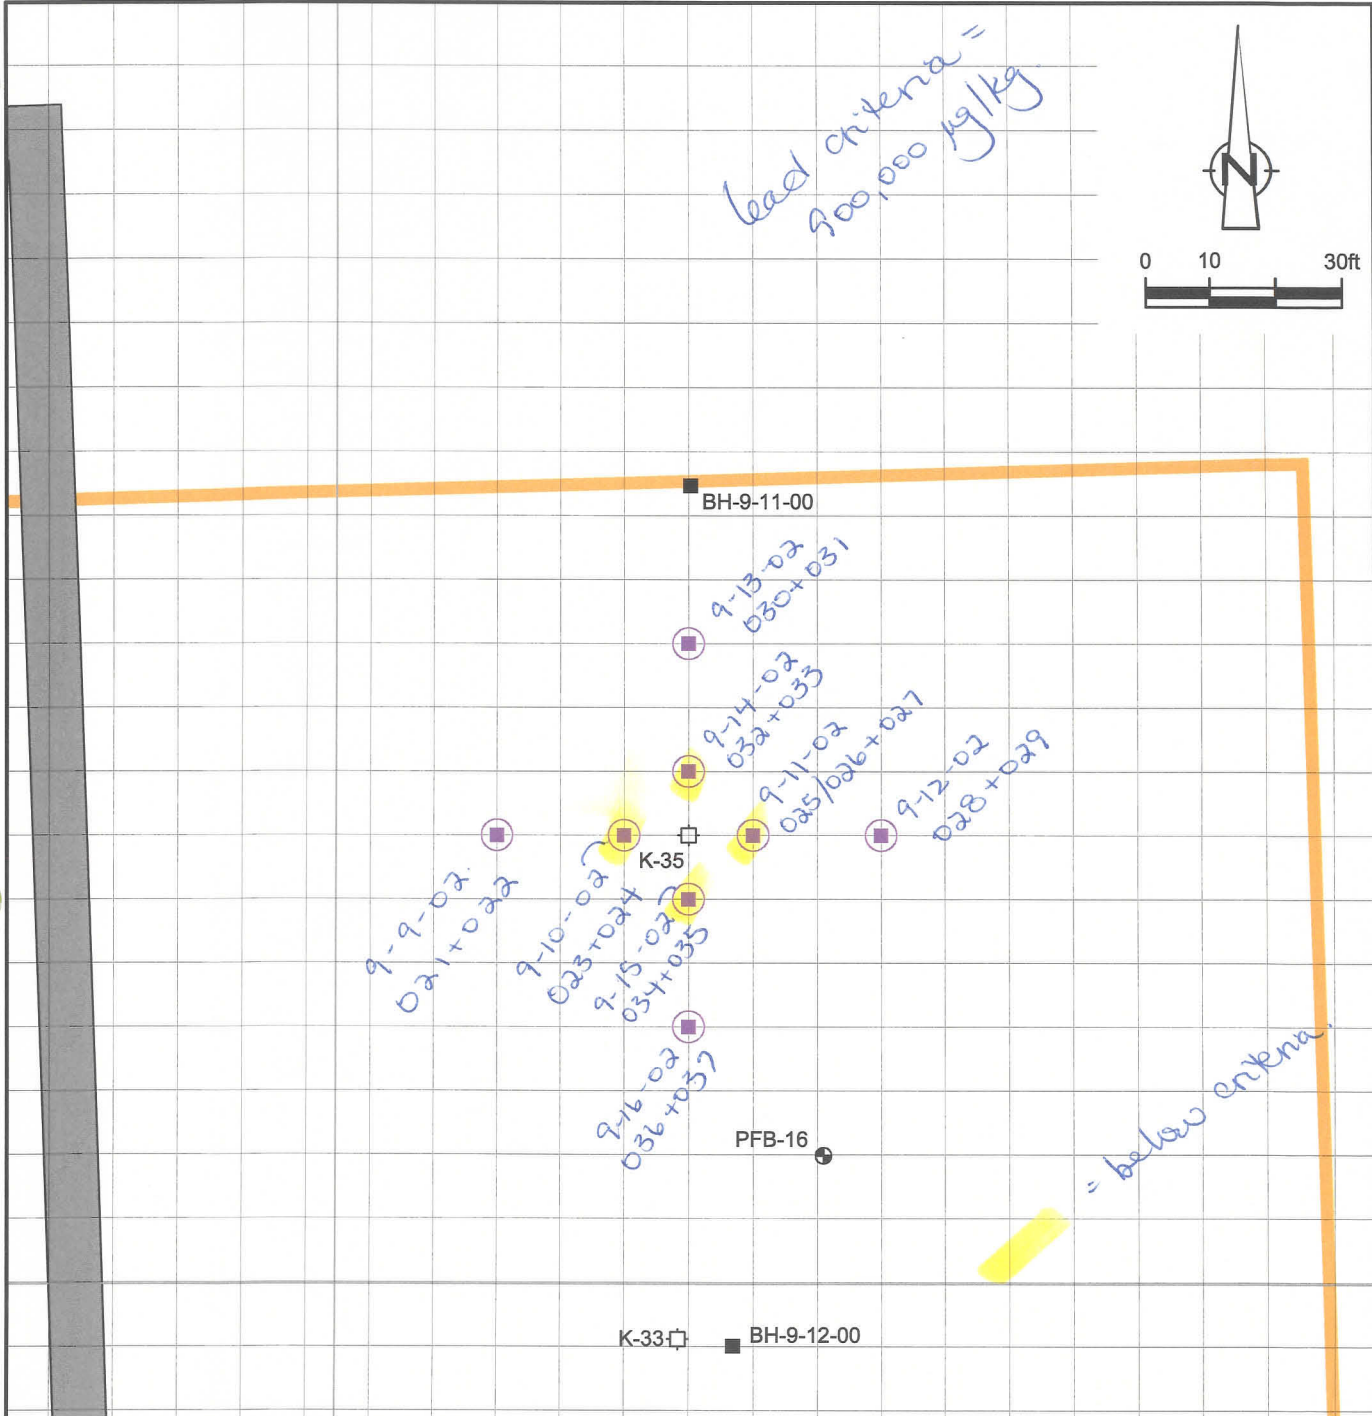 lead criteria =
900,000 µg/kg.
N
0 10 30ft
BH-9-11-00
9-13-02
030+031
9-14-02
032+033
9-11-02
025/026+027
9-12-02
028+029
K-35
9-9-02.
021+022
9-10-02
023+024
9-15-02
034+035
9-16-02
036+037
PFB-16
= below criteria.
K-33
BH-9-12-00